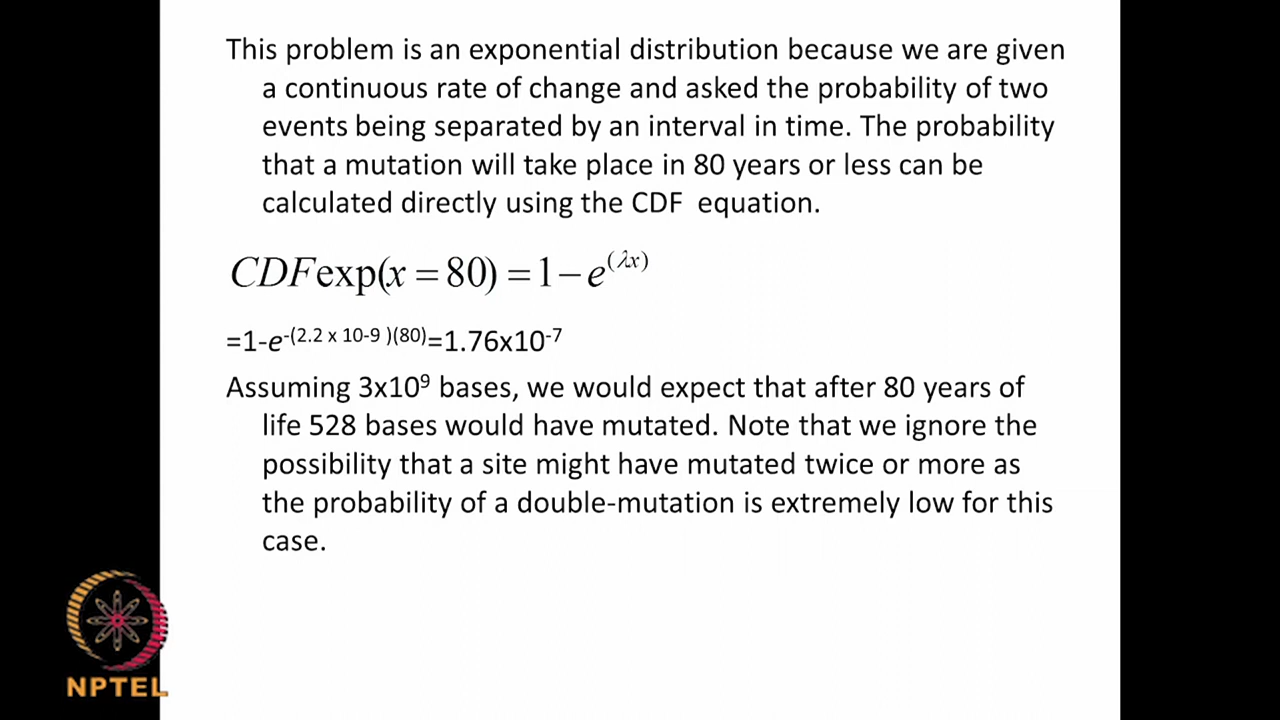 This problem is an exponential distribution because we are given
a continuous rate of change and asked the probability of two
events being separated by an interval in time. The probability
that a mutation will take place in 80 years or less can be
calculated directly using the CDF equation.
CDFexp(x = 80) = 1 − e^(λx)
=1-e^-(2.2 x 10-9 )(80)=1.76x10^-7
Assuming 3x10⁹ bases, we would expect that after 80 years of
life 528 bases would have mutated. Note that we ignore the
possibility that a site might have mutated twice or more as
the probability of a double-mutation is extremely low for this
case.
NPTEL